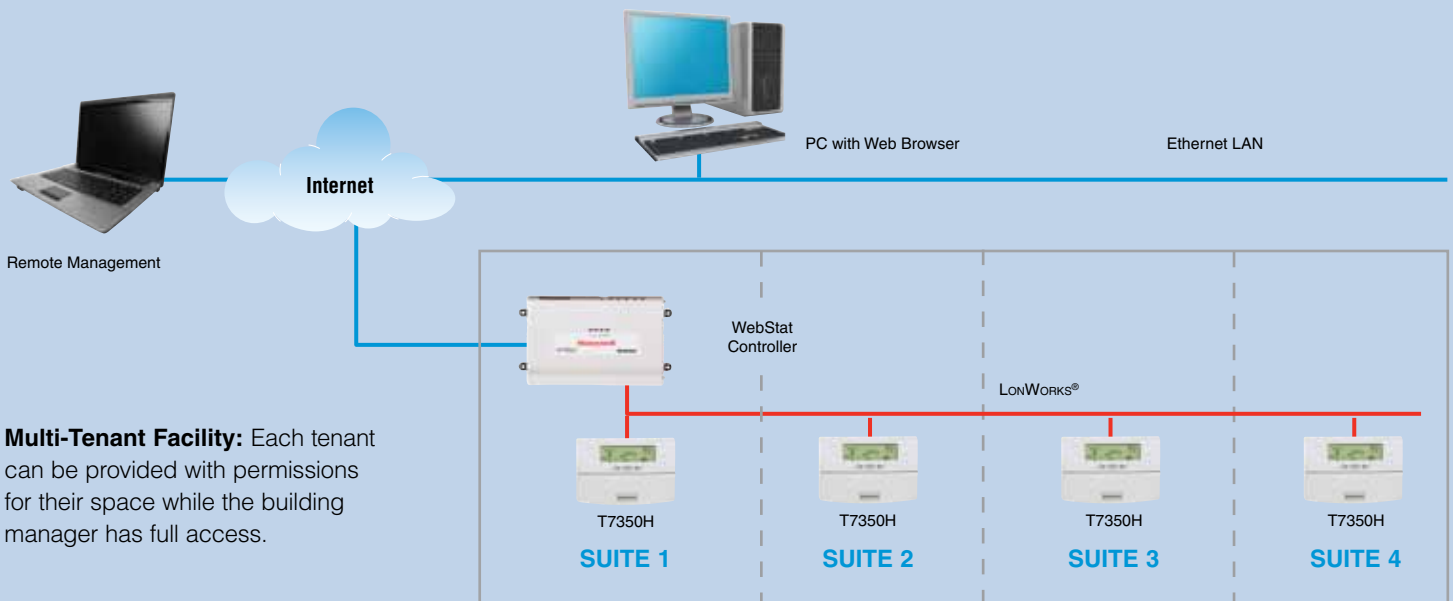 PC with Web Browser
Ethernet LAN
Internet
Remote Management
WebStat
Controller
LonWorks®
Multi-Tenant Facility: Each tenant
can be provided with permissions
for their space while the building
manager has full access.
T7350H
T7350H
T7350H
T7350H
SUITE 1
SUITE 2
SUITE 3
SUITE 4
Honeywell